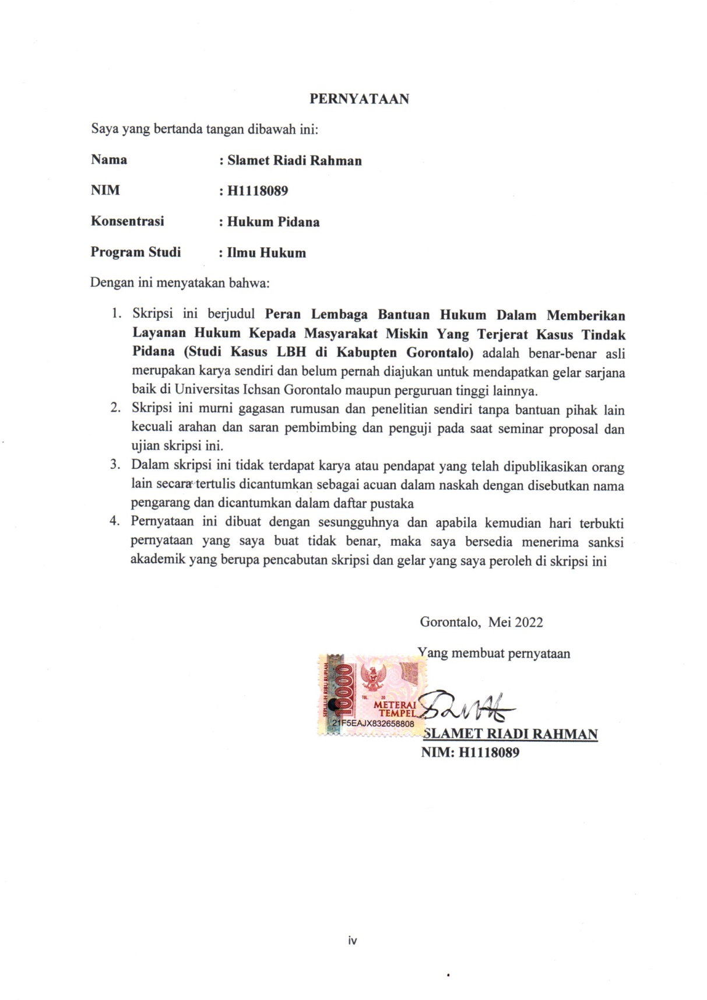 PERNYATAAN
Saya yang bertanda tangan dibawah ini:
Nama : Slamet Riadi Rahman
NIM : H1118089
Konsentrasi : Hukum Pidana
Program Studi : Ilmu Hukum
Dengan ini menyatakan bahwa:
1. Skripsi ini berjudul Peran Lembaga Bantuan Hukum Dalam Memberikan
Layanan Hukum Kepada Masyarakat Miskin Yang Terjerat Kasus Tindak
Pidana (Studi Kasus LBH di Kabupten Gorontalo) adalah benar-benar asli
merupakan karya sendiri dan belum pernah diajukan untuk mendapatkan gelar sarjana
baik di Universitas Ichsan Gorontalo maupun perguruan tinggi lainnya.
2. Skripsi ini murni gagasan rumusan dan penelitian sendiri tanpa bantuan pihak lain
kecuali arahan dan saran pembimbing dan penguji pada saat seminar proposal dan
ujian skripsi ini.
3. Dalam skripsi ini tidak terdapat karya atau pendapat yang telah dipublikasikan orang
lain secara tertulis dicantumkan sebagai acuan dalam naskah dengan disebutkan nama
pengarang dan dicantumkan dalam daftar pustaka
4. Pernyataan ini dibuat dengan sesungguhnya dan apabila kemudian hari terbukti
pernyataan yang saya buat tidak benar, maka saya bersedia menerima sanksi
akademik yang berupa pencabutan skripsi dan gelar yang saya peroleh di skripsi ini
Gorontalo, Mei 2022
Yang membuat pernyataan
SEPULUH RIBU RUPIAH
10000
TGL. 20
METERAI
TEMPEL
21F5EAJX832658808
SLAMET RIADI RAHMAN
NIM: H1118089
iv